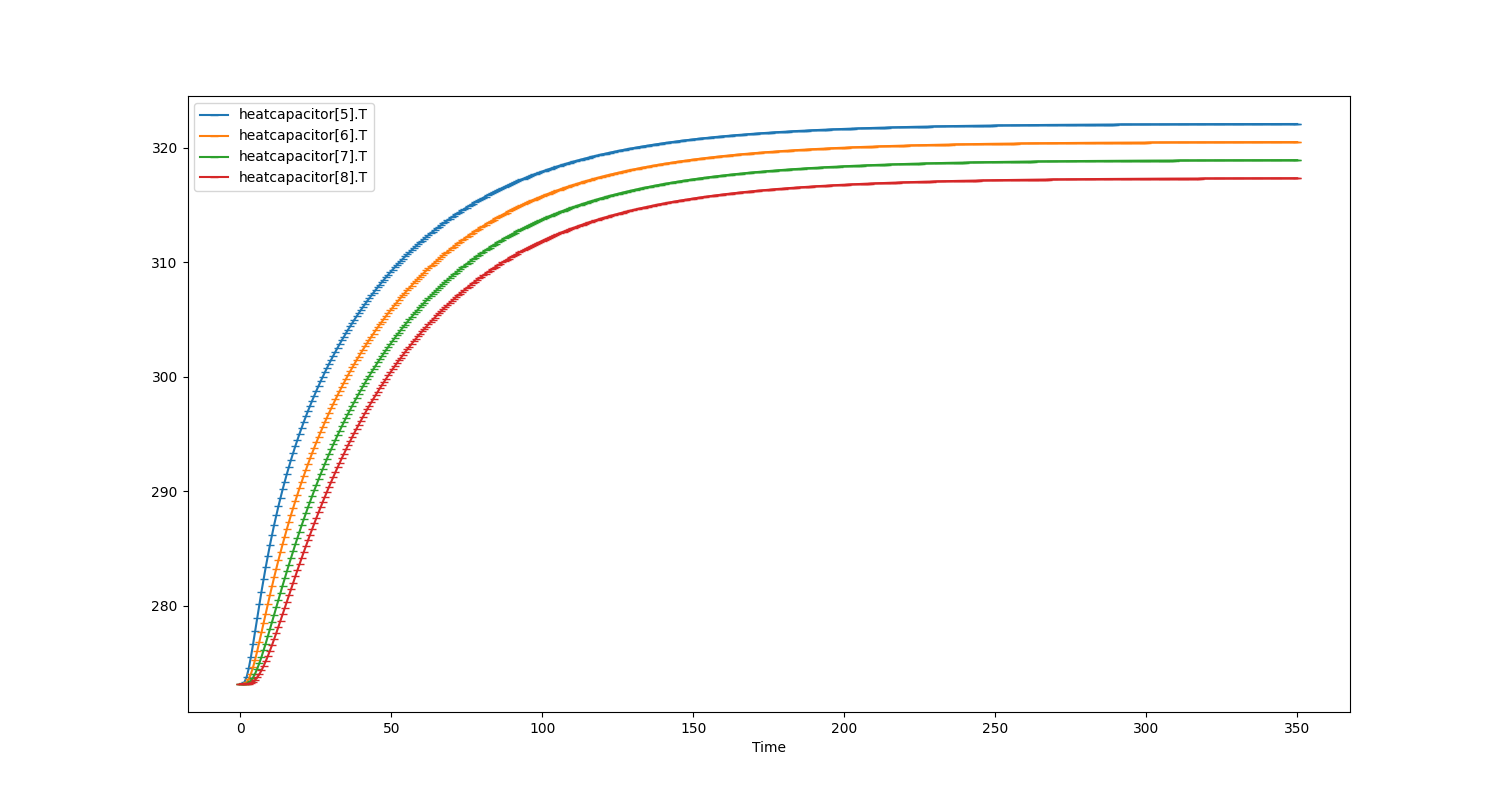 heatcapacitor[5].T
heatcapacitor[6].T
heatcapacitor[7].T
heatcapacitor[8].T
320
310
300
290
280
0 50 100 150 200 250 300 350
Time